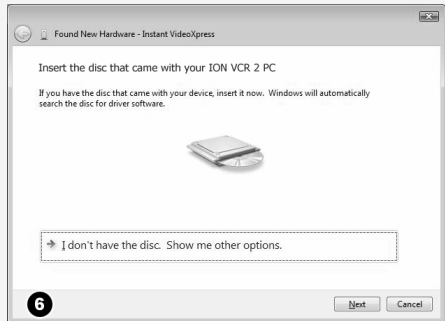 Found New Hardware - Instant VideoXpress
Insert the disc that came with your ION VCR 2 PC
If you have the disc that came with your device, insert it now. Windows will automatically
search the disc for driver software.
I don't have the disc. Show me other options.
6
Next
Cancel